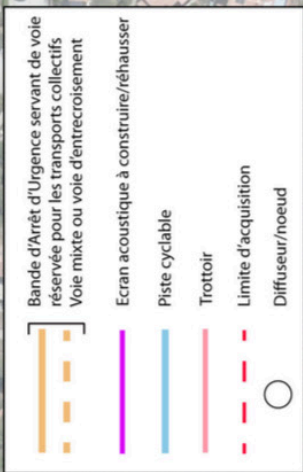 Bande d'Arrêt d'Urgence servant de voie
réservée pour les transports collectifs
Voie mixte ou voie d'entrecroisement
Ecran acoustique à construire/réhausser
Piste cyclable
Trottoir
Limite d'acquisition
Diffuseur/noeud